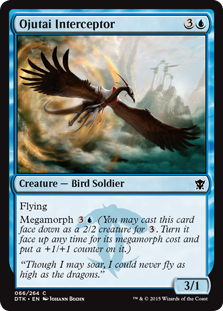 Ojutai Interceptor 3
Creature — Bird Soldier
Flying
Megamorph 3 (You may cast this card
face down as a 2/2 creature for 3. Turn it
face up any time for its megamorph cost and
put a +1/+1 counter on it.)
"Though I may soar, I could never fly as
high as the dragons."
3/1
066/264 C
DTK • EN Johann Bodin
™ & © 2015 Wizards of the Coast